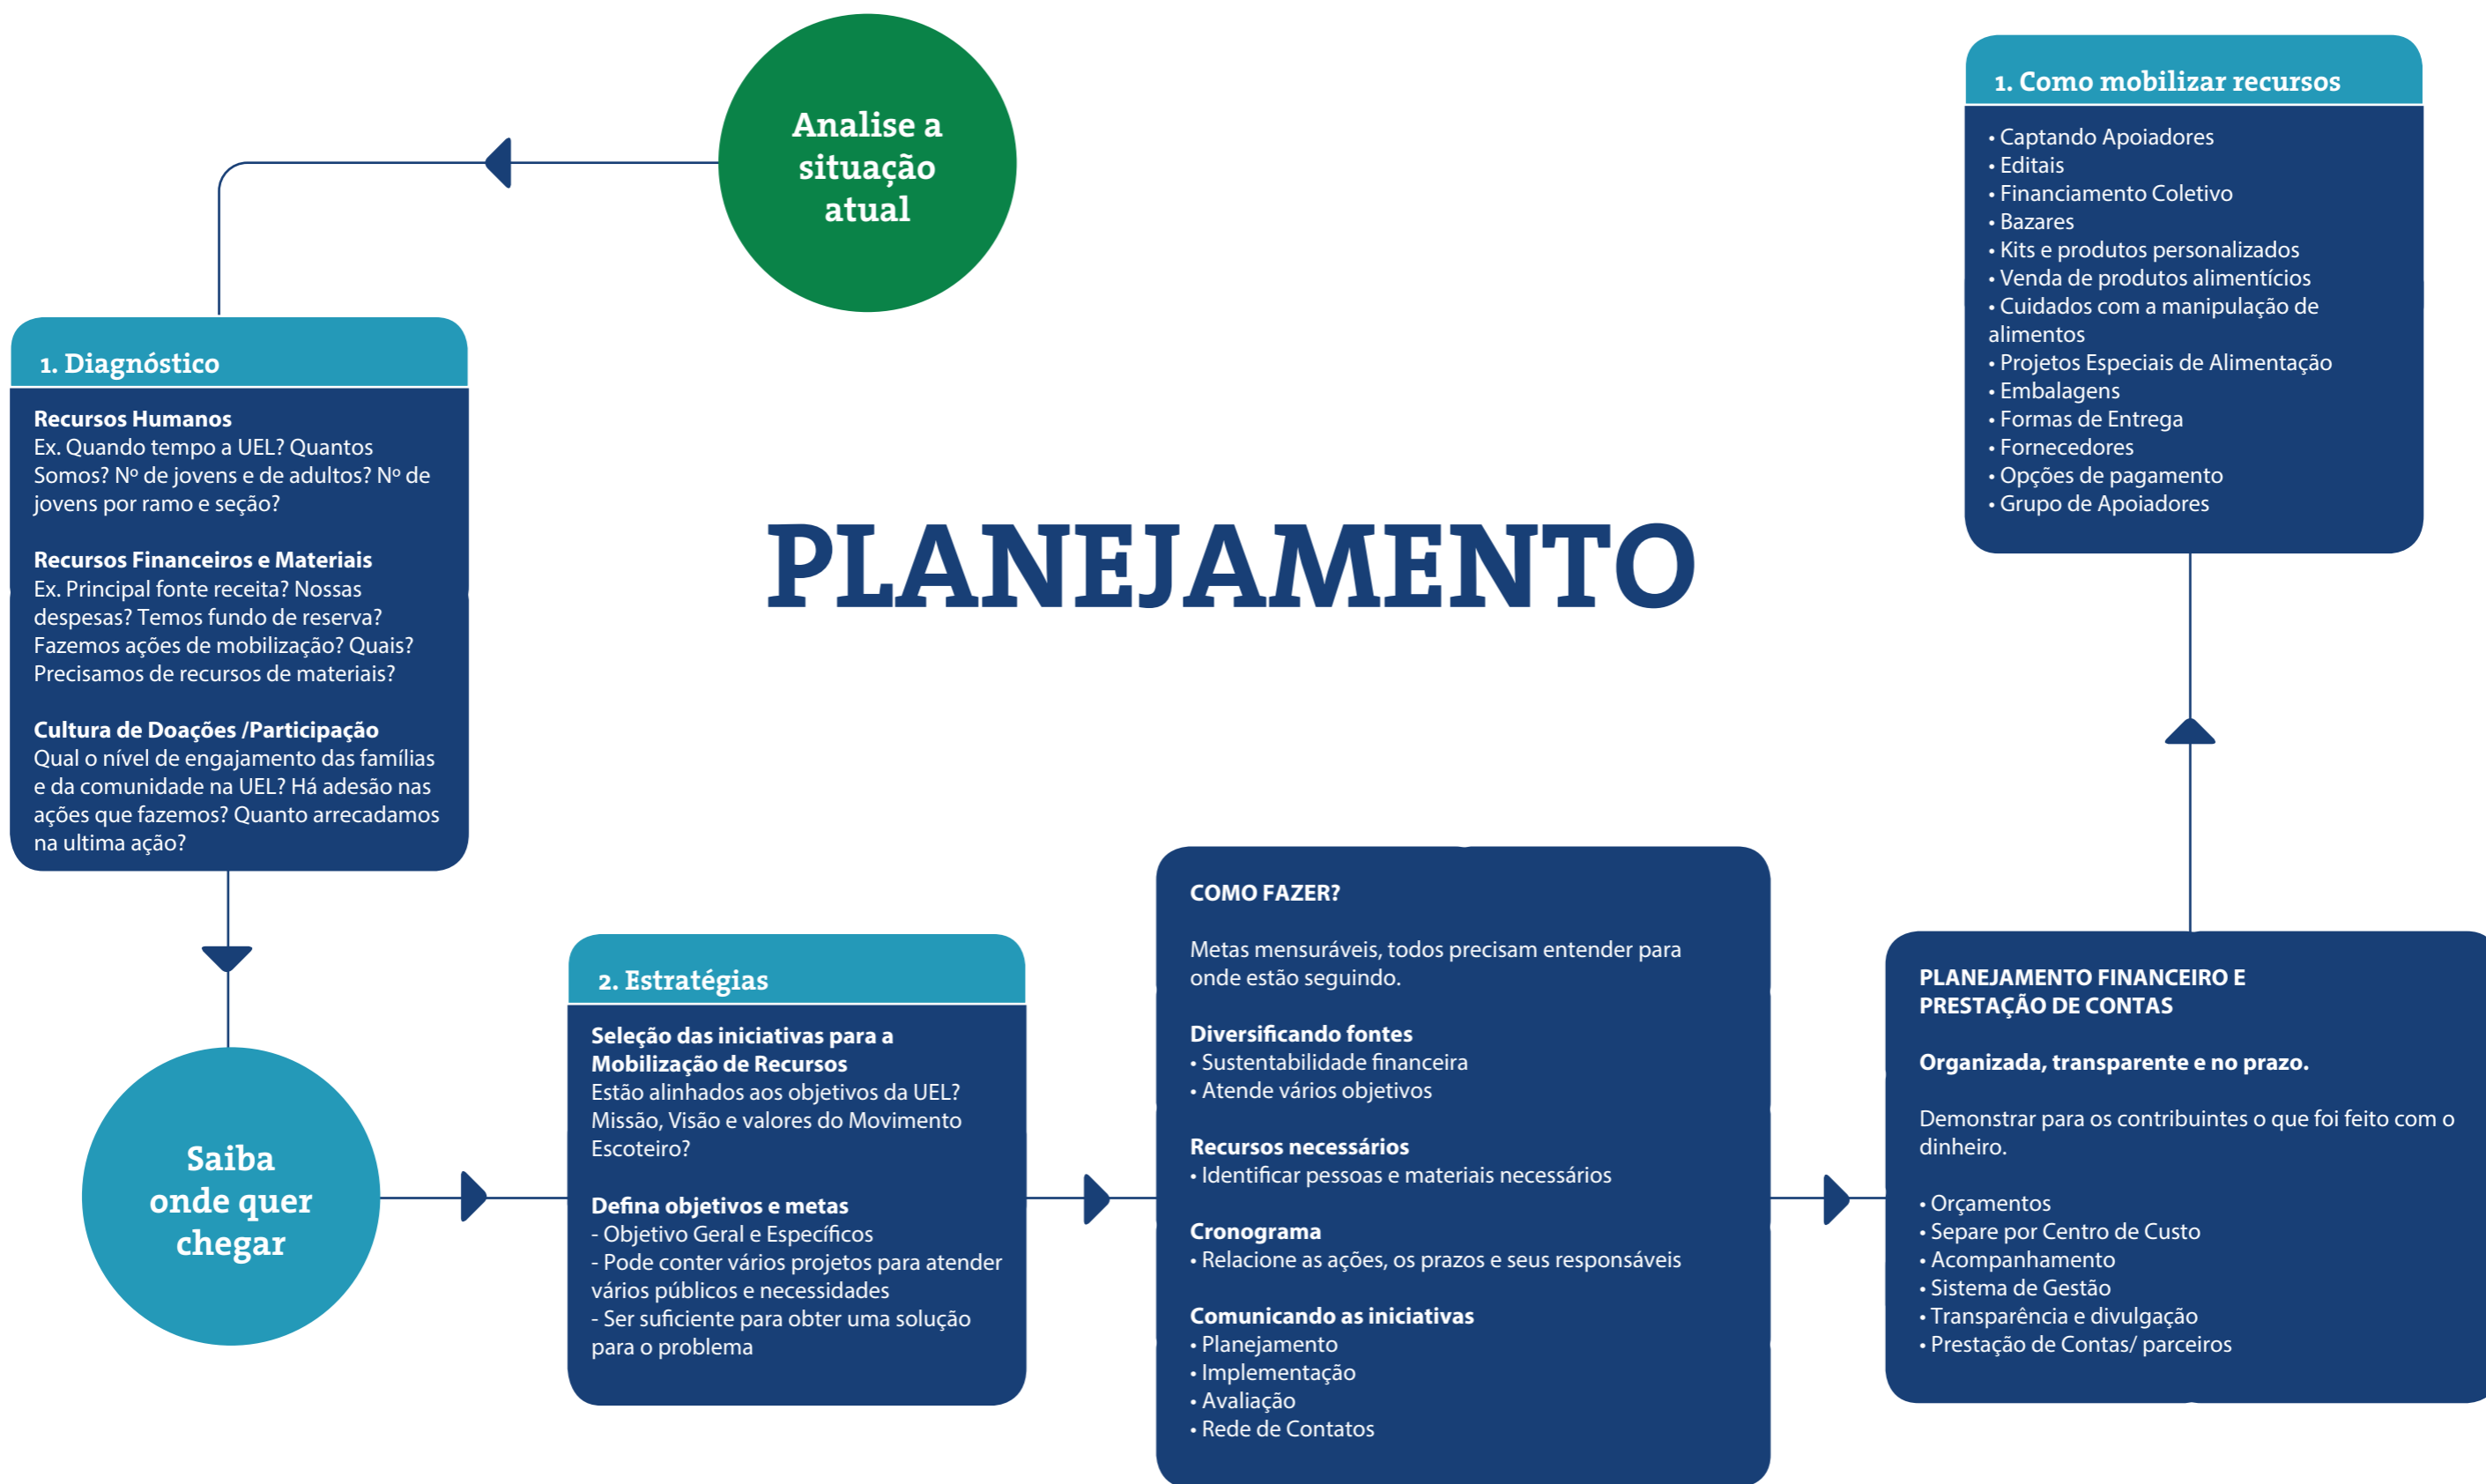 Analise a
situação
atual
1. Diagnóstico
Recursos Humanos
Ex. Quando tempo a UEL? Quantos
Somos? Nº de jovens e de adultos? Nº de
jovens por ramo e seção?
Recursos Financeiros e Materiais
Ex. Principal fonte receita? Nossas
despesas? Temos fundo de reserva?
Fazemos ações de mobilização? Quais?
Precisamos de recursos de materiais?
Cultura de Doações /Participação
Qual o nível de engajamento das famílias
e da comunidade na UEL? Há adesão nas
ações que fazemos? Quanto arrecadamos
na ultima ação?
PLANEJAMENTO
Saiba
onde quer
chegar
2. Estratégias
Seleção das iniciativas para a
Mobilização de Recursos
Estão alinhados aos objetivos da UEL?
Missão, Visão e valores do Movimento
Escoteiro?
Defina objetivos e metas
- Objetivo Geral e Específicos
- Pode conter vários projetos para atender
vários públicos e necessidades
- Ser suficiente para obter uma solução
para o problema
COMO FAZER?
Metas mensuráveis, todos precisam entender para
onde estão seguindo.
Diversificando fontes
• Sustentabilidade financeira
• Atende vários objetivos
Recursos necessários
• Identificar pessoas e materiais necessários
Cronograma
• Relacione as ações, os prazos e seus responsáveis
Comunicando as iniciativas
• Planejamento
• Implementação
• Avaliação
• Rede de Contatos
PLANEJAMENTO FINANCEIRO E
PRESTAÇÃO DE CONTAS
Organizada, transparente e no prazo.
Demonstrar para os contribuintes o que foi feito com o
dinheiro.
• Orçamentos
• Separe por Centro de Custo
• Acompanhamento
• Sistema de Gestão
• Transparência e divulgação
• Prestação de Contas/ parceiros
1. Como mobilizar recursos
• Captando Apoiadores
• Editais
• Financiamento Coletivo
• Bazares
• Kits e produtos personalizados
• Venda de produtos alimentícios
• Cuidados com a manipulação de
alimentos
• Projetos Especiais de Alimentação
• Embalagens
• Formas de Entrega
• Fornecedores
• Opções de pagamento
• Grupo de Apoiadores